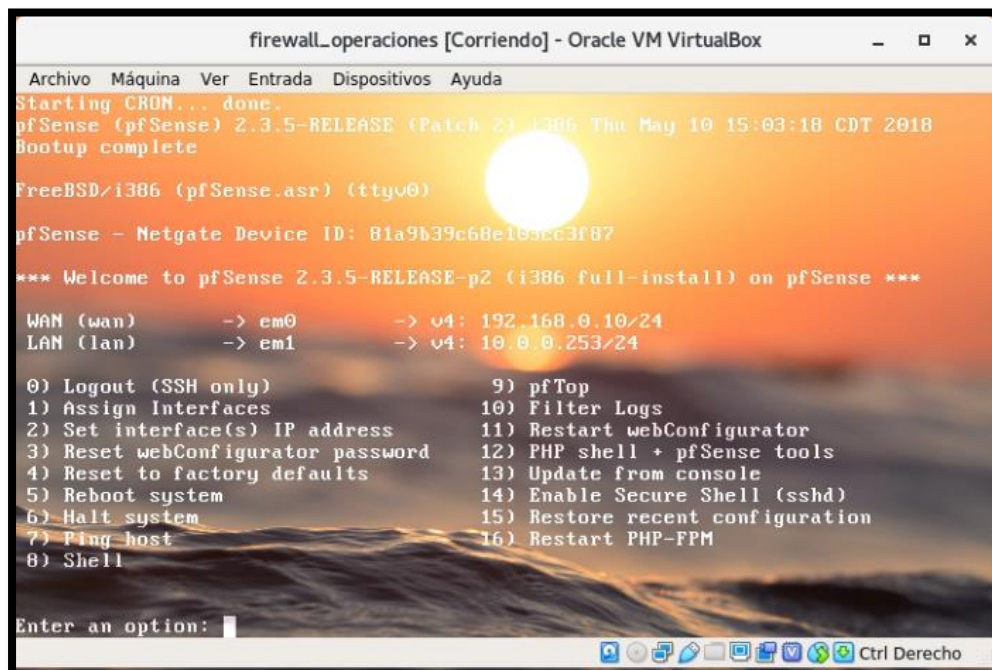 firewall_operaciones [Corriendo] - Oracle VM VirtualBox
Archivo Máquina Ver Entrada Dispositivos Ayuda
Starting CRON... done.
pfSense (pfSense) 2.3.5-RELEASE (Patch 2) i386 Thu May 10 15:03:18 CDT 2018
Bootup complete
FreeBSD/i386 (pfSense.asr) (ttyv0)
pfSense - Netgate Device ID:
*** Welcome to pfSense 2.3.5-RELEASE-p2 (i386 full-install) on pfSense ***
WAN (wan) -> em0 -> v4: 192.168.0.10/24
LAN (lan) -> em1 -> v4: 10.0.0.253/24
0) Logout (SSH only) 9) pfTop
1) Assign Interfaces 10) Filter Logs
2) Set interface(s) IP address 11) Restart webConfigurator
3) Reset webConfigurator password 12) PHP shell + pfSense tools
4) Reset to factory defaults 13) Update from console
5) Reboot system 14) Enable Secure Shell (sshd)
6) Halt system 15) Restore recent configuration
7) Ping host 16) Restart PHP-FPM
8) Shell
Enter an option:
Ctrl Derecho